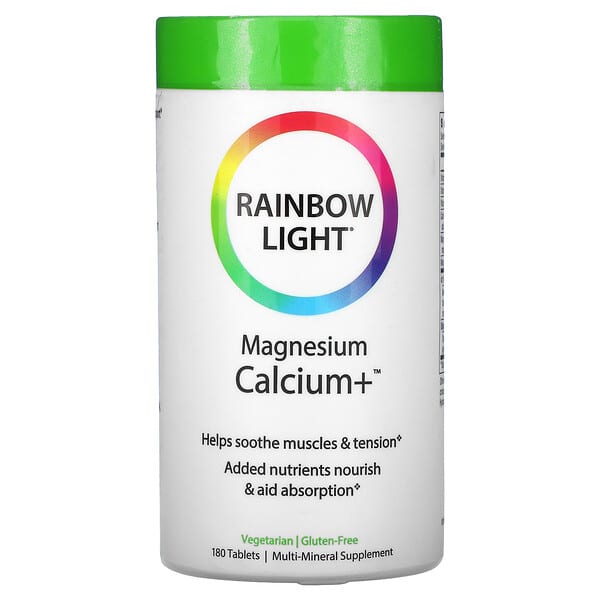 RAINBOW
LIGHT®
Magnesium
Calcium+™
Helps soothe muscles & tension❖
Added nutrients nourish
& aid absorption❖
Vegetarian | Gluten-Free
180 Tablets | Multi-Mineral Supplement